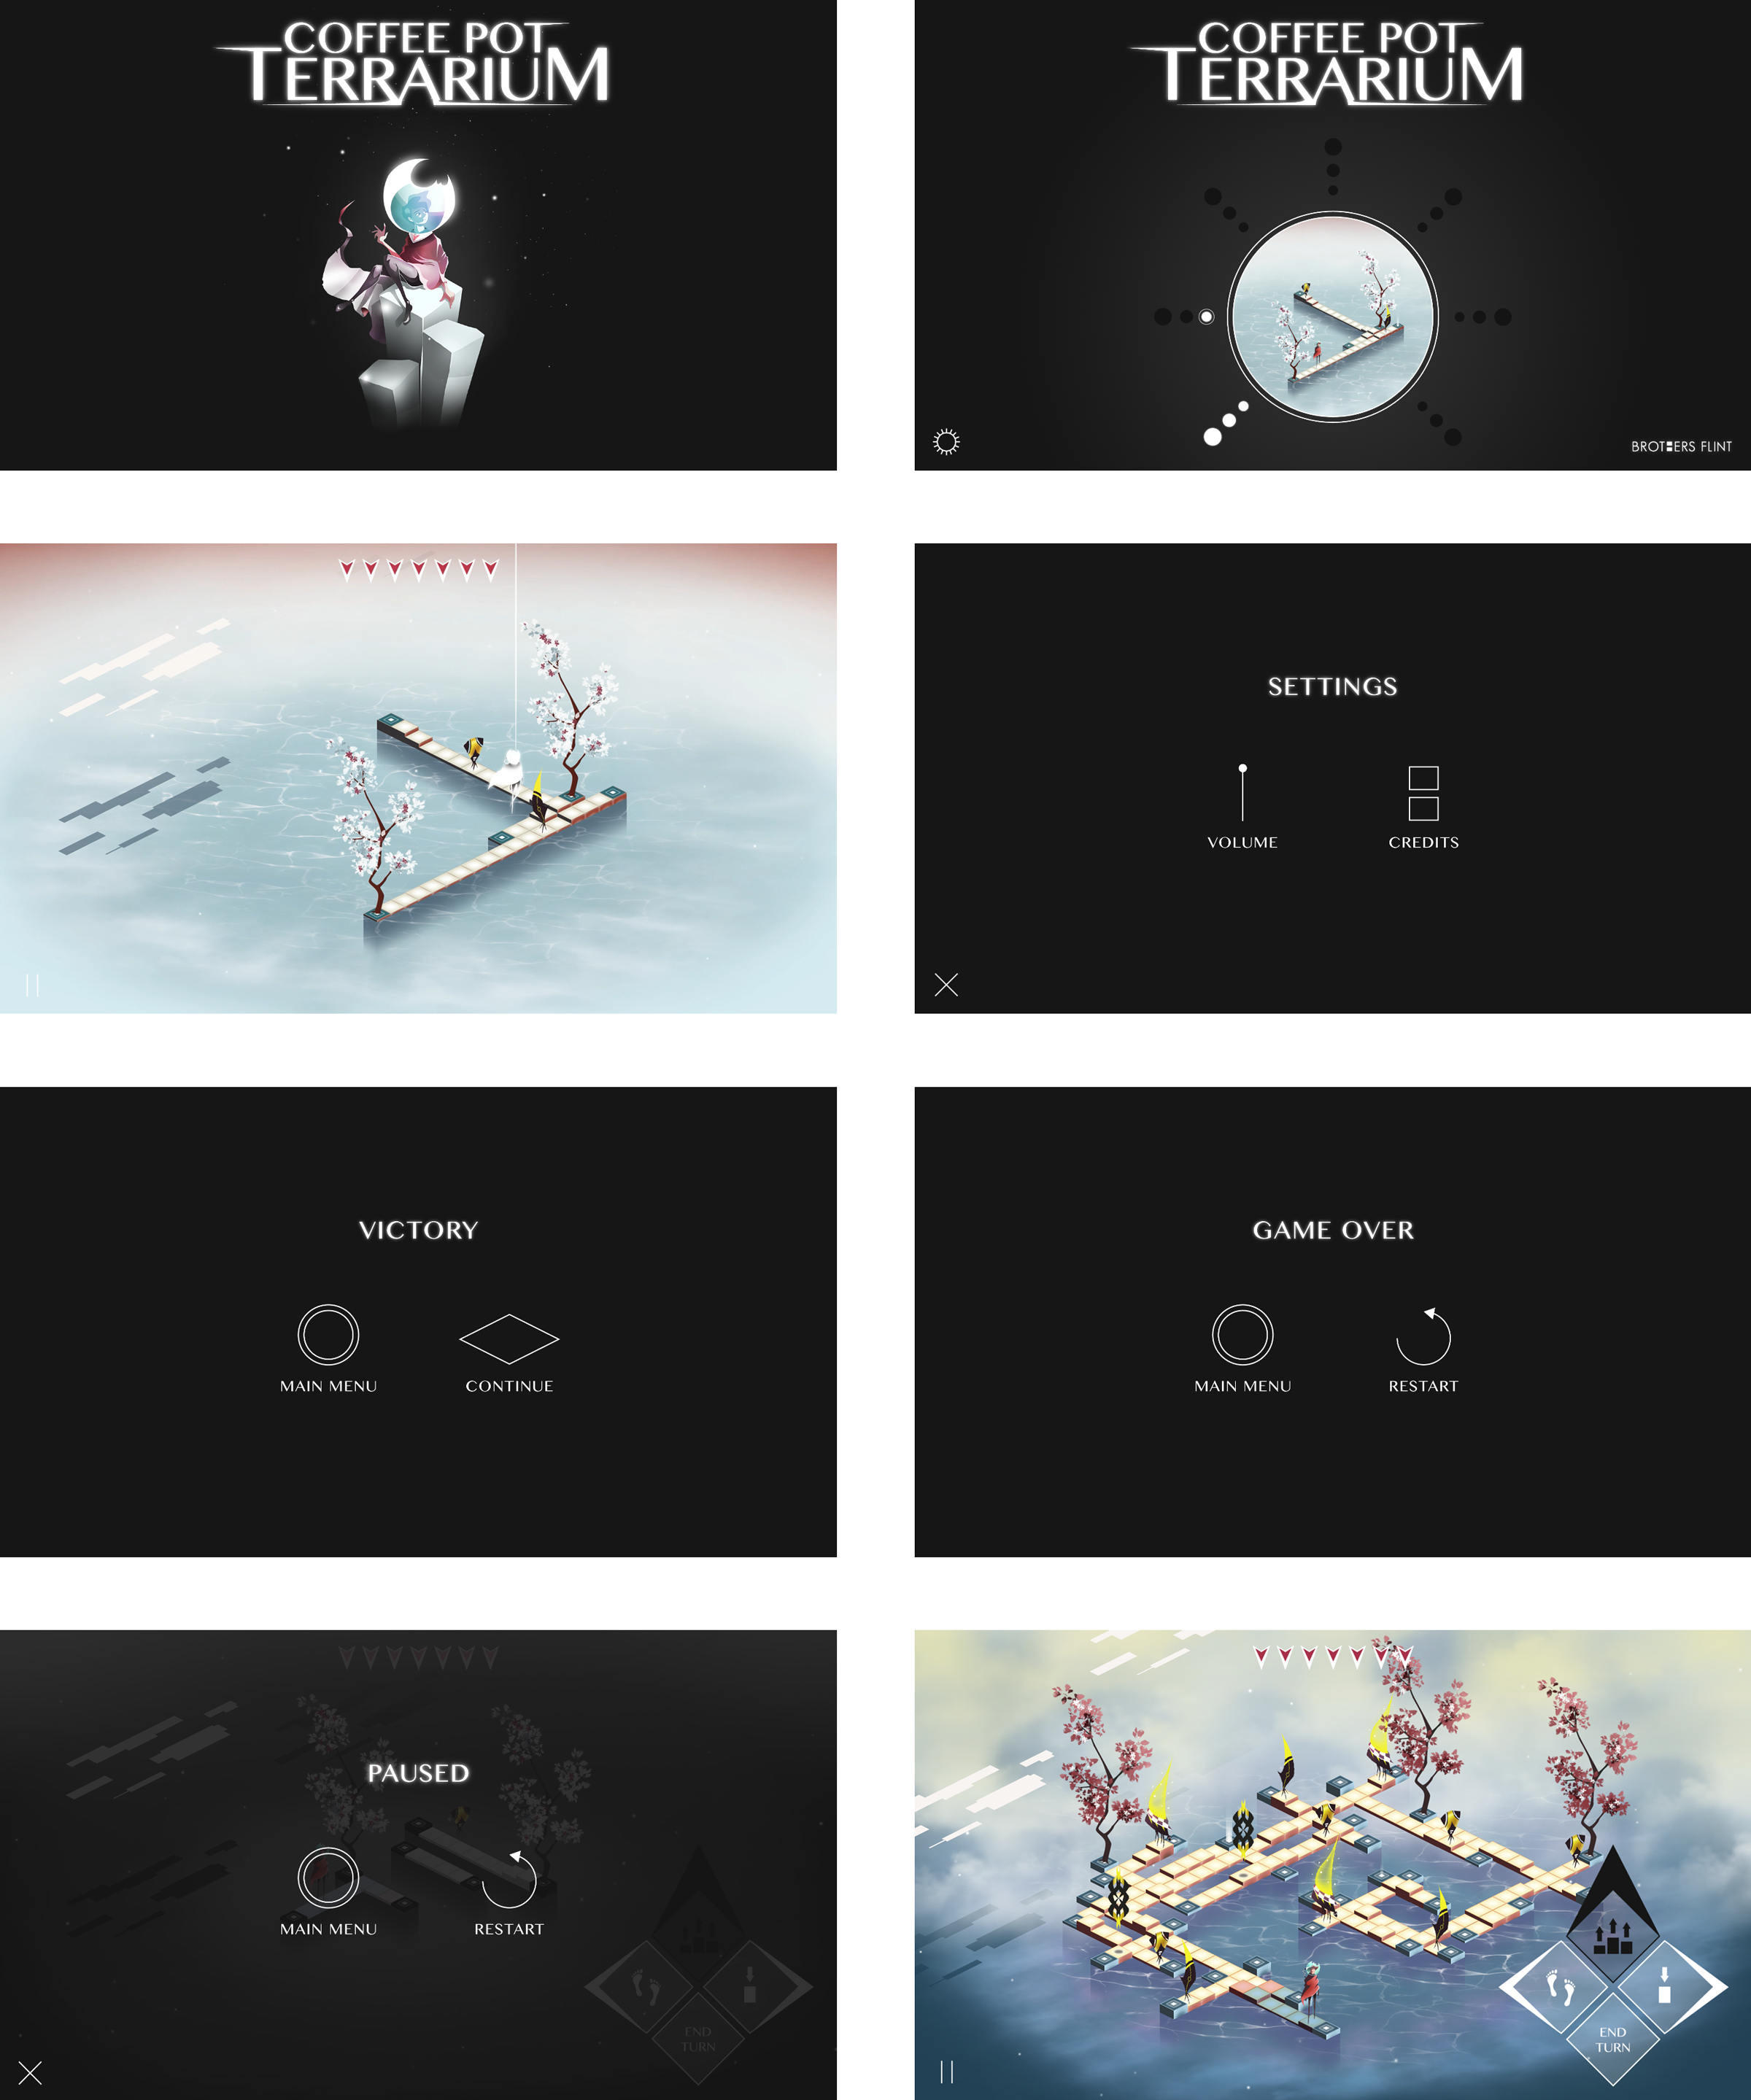 COFFEE POT
TERRARIUM
COFFEE POT
TERRARIUM
BROTHERS FLINT
SETTINGS
VOLUME
CREDITS
VICTORY
MAIN MENU
CONTINUE
GAME OVER
MAIN MENU
RESTART
PAUSED
MAIN MENU
RESTART
END
TURN
END
TURN